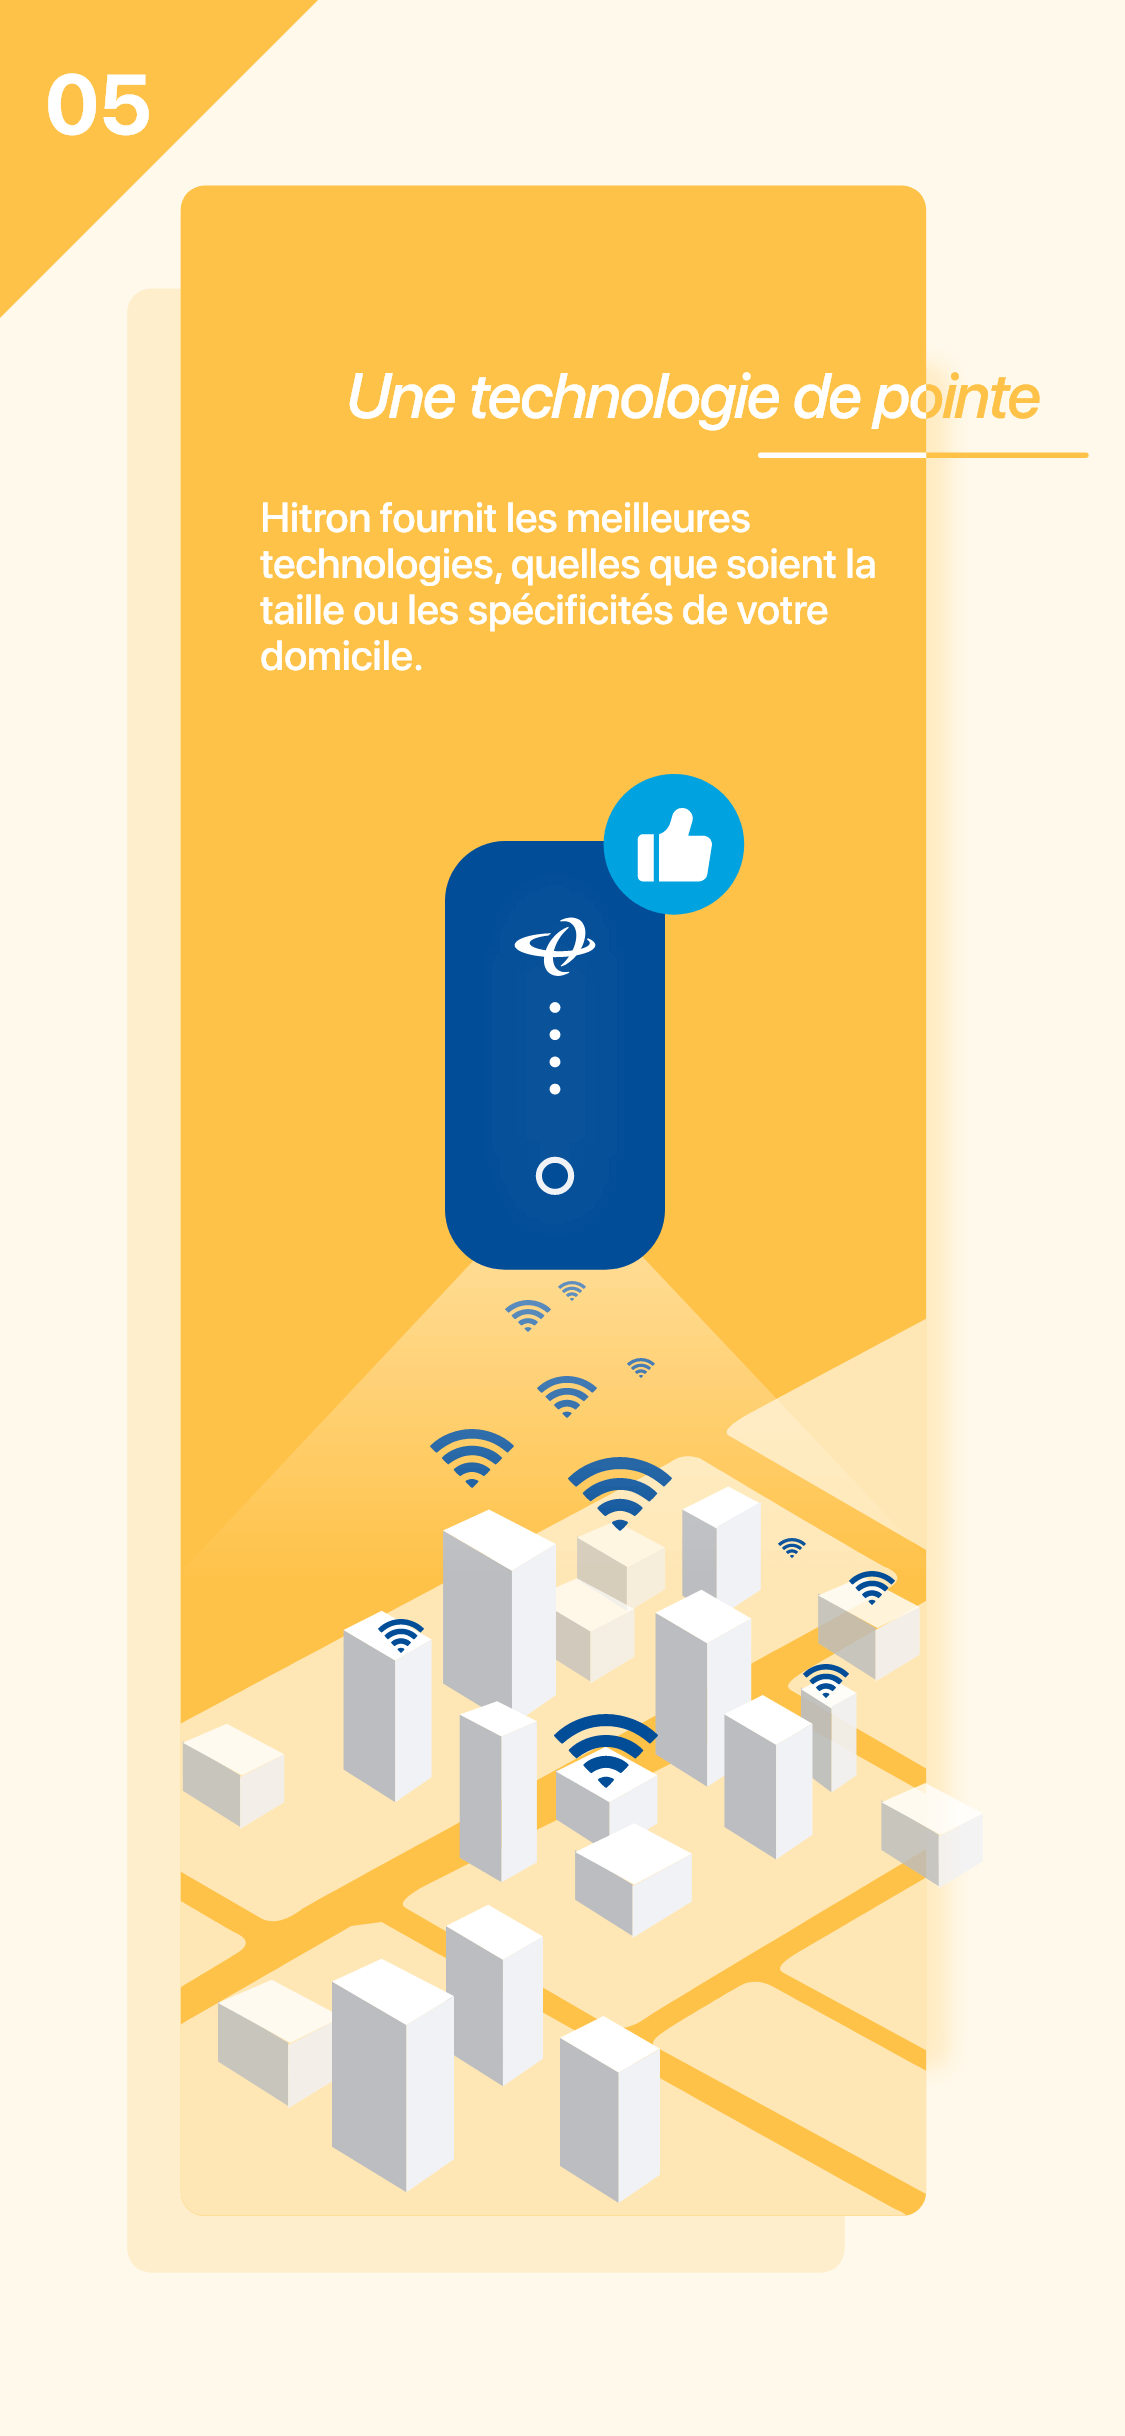 05
Une technologie de pointe
Hitron fournit les meilleures
technologies, quelles que soient la
taille ou les spécificités de votre
domicile.